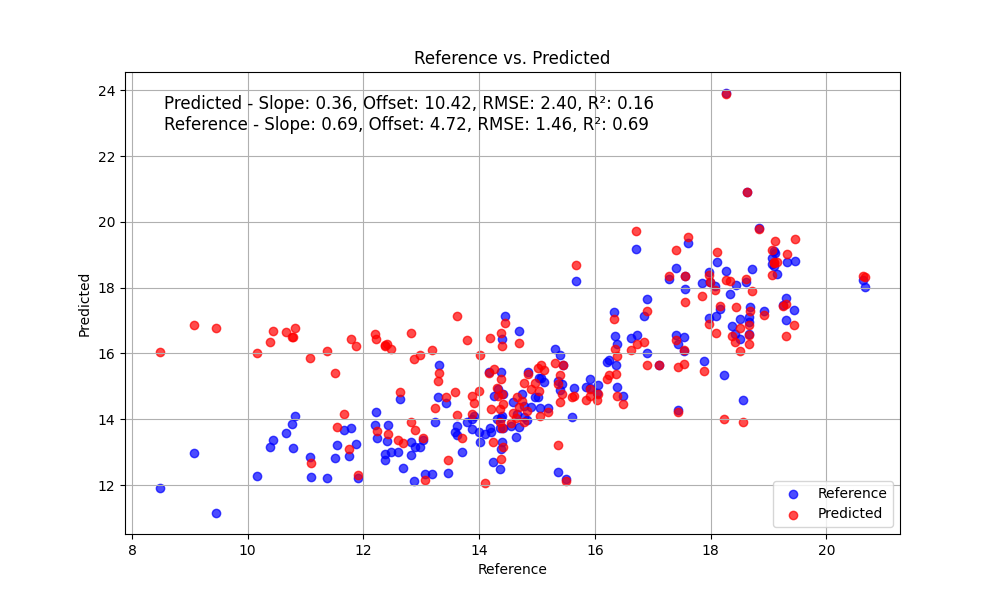 Reference vs. Predicted
Predicted - Slope: 0.36, Offset: 10.42, RMSE: 2.40, R²: 0.16
Reference - Slope: 0.69, Offset: 4.72, RMSE: 1.46, R²: 0.69
24
22
20
18
16
14
12
Predicted
Reference
Predicted
8 10 12 14 16 18 20
Reference